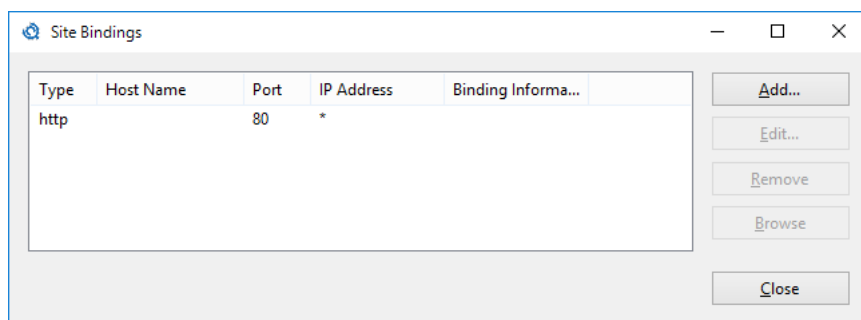 Site Bindings
Type Host Name Port IP Address Binding Informa...
http 80 *
Add...
Edit...
Remove
Browse
Close